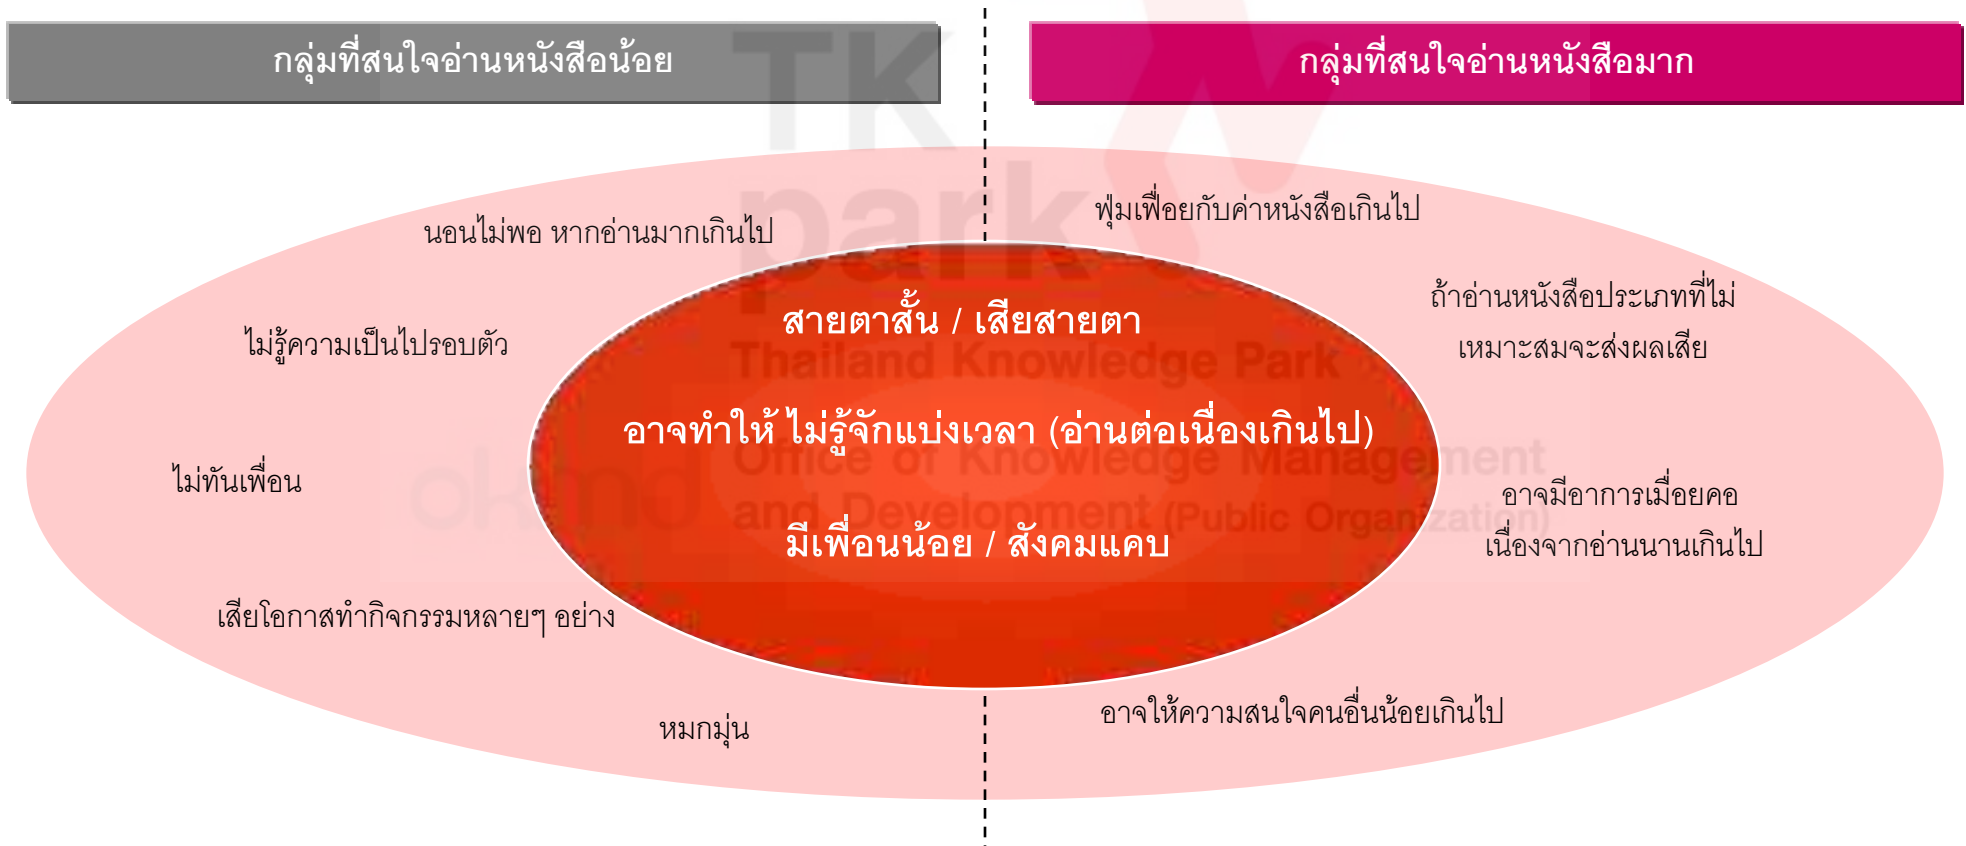 กลุ่มที่สนใจอ่านหนังสือน้อย
กลุ่มที่สนใจอ่านหนังสือมาก
นอนไม่พอ หากอ่านมากเกินไป
ไม่รู้ความเป็นไปรอบตัว
ไม่ทันเพื่อน
เสียโอกาสทำกิจกรรมหลายๆ อย่าง
หมกมุ่น
สายตาสั้น / เสียสายตา
อาจทำให้ ไม่รู้จักแบ่งเวลา (อ่านต่อเนื่องเกินไป)
มีเพื่อนน้อย / สังคมแคบ
ฟุ่มเฟื่อยกับค่าหนังสือเกินไป
ถ้าอ่านหนังสือประเภทที่ไม่
เหมาะสมจะส่งผลเสีย
อาจมีอาการเมื่อยคอ
เนื่องจากอ่านนานเกินไป
อาจให้ความสนใจคนอื่นน้อยเกินไป
TK
park
Thailand Knowledge Park
okmd
Office of Knowledge Management
and Development (Public Organization)